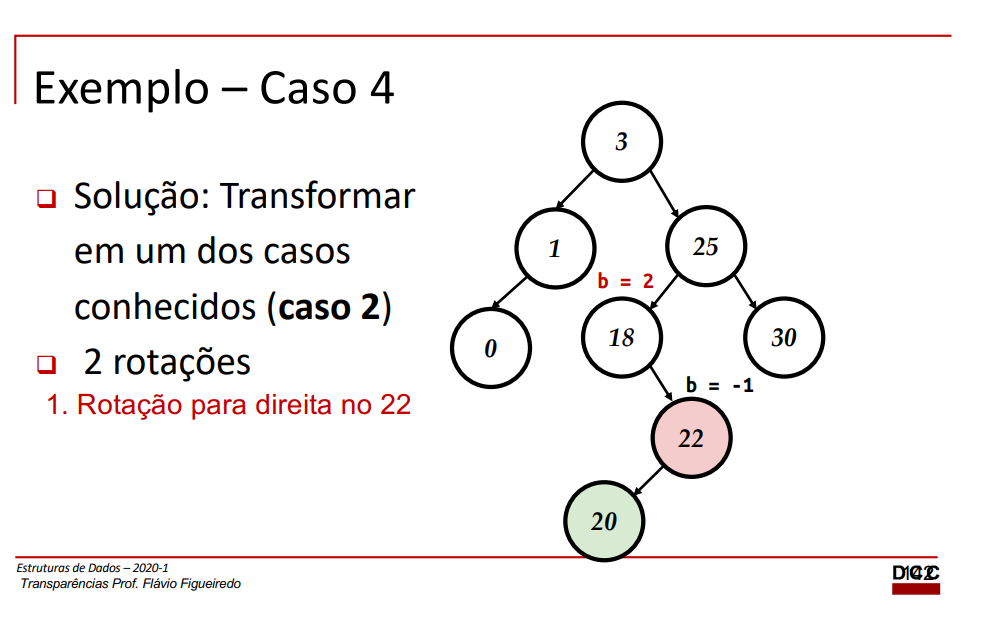 Exemplo – Caso 4
Solução: Transformar
em um dos casos
conhecidos (caso 2)
2 rotações
1. Rotação para direita no 22
3
1
25
b = 2
0
18
30
b = -1
22
20
Estruturas de Dados – 2020-1
Transparências Prof. Flávio Figueiredo
DCC
142